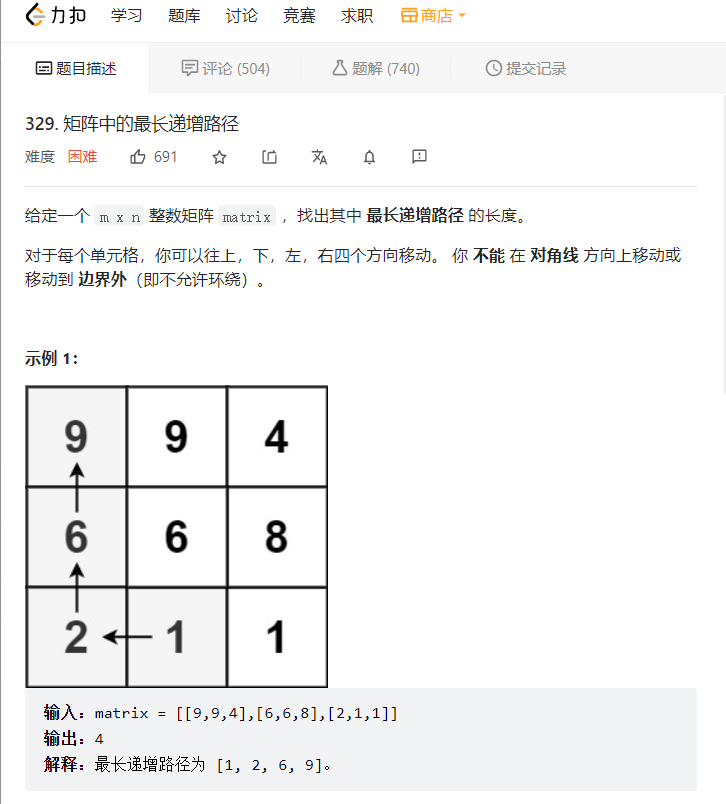 力扣 学习 题库 讨论 竞赛 求职 商店
题目描述 评论 (504) 题解 (740) 提交记录
329. 矩阵中的最长递增路径
难度 困难 691
给定一个 m x n 整数矩阵 matrix ，找出其中 最长递增路径 的长度。
对于每个单元格，你可以往上，下，左，右四个方向移动。 你 不能 在 对角线 方向上移动或
移动到 边界外（即不允许环绕）。
示例 1：
9 9 4
6 6 8
2 1 1
输入：matrix = [[9,9,4],[6,6,8],[2,1,1]]
输出：4
解释：最长递增路径为 [1, 2, 6, 9]。